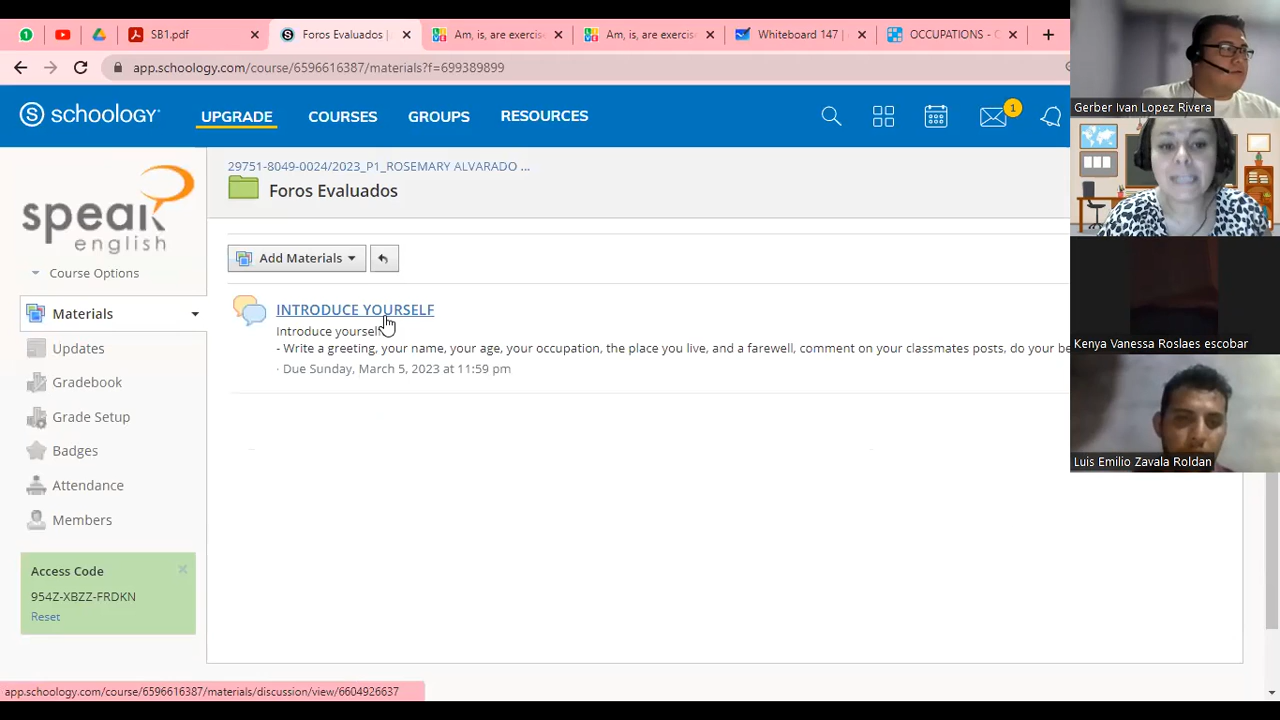 SB1.pdf
Foros Evaluados |
Am, is, are exercise
Am, is, are exercise
Whiteboard 147 |
OCCUPATIONS - C
app.schoology.com/course/6596616387/materials?f=699389899
S schoology
UPGRADE
COURSES
GROUPS
RESOURCES
1
Gerber Ivan Lopez Rivera
speak
english
Course Options
Materials
Updates
Gradebook
Grade Setup
Badges
Attendance
Members
Access Code
954Z-XBZZ-FRDKN
Reset
29751-8049-0024/2023_P1_ROSEMARY ALVARADO ...
Foros Evaluados
Add Materials
INTRODUCE YOURSELF
Introduce yourself
- Write a greeting, your name, your age, your occupation, the place you live, and a farewell, comment on your classmates posts, do your be
· Due Sunday, March 5, 2023 at 11:59 pm
Kenya Vanessa Roslaes escobar
Luis Emilio Zavala Roldan
app.schoology.com/course/6596616387/materials/discussion/view/6604926637